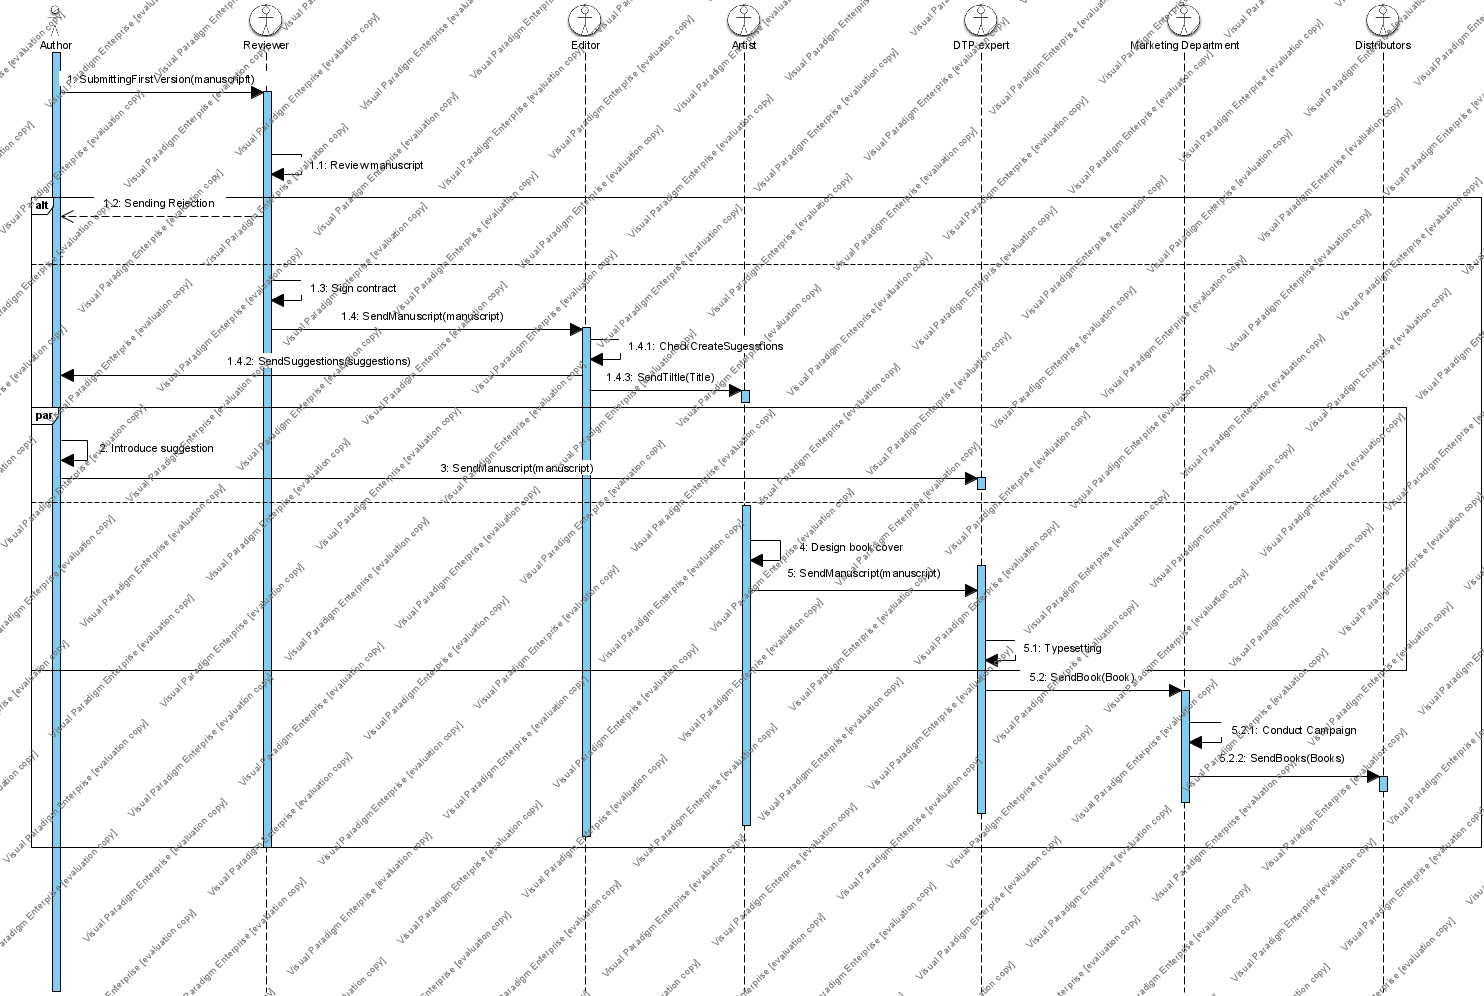 Author Reviewer Editor Artist DTP expert Marketing Department Distributors
1: SubmittingFirstVersion(manuscripft)
1.1: Review manuscript
alt
1.2: Sending Rejection
1.3: Sign contract
1.4: SendManuscript(manuscript)
1.4.1: CheckCreateSugesstions
1.4.2: SendSuggestions(suggestions)
1.4.3: SendTiltle(Title)
par
2: Introduce suggestion
3: SendManuscript(manuscript)
4: Design book cover
5: SendManuscript(manuscript)
5.1: Typesetting
5.2: SendBook(Book)
5.2.1: Conduct Campaign
5.2.2: SendBooks(Books)
Visual Paradigm Enterprise [evaluation copy]